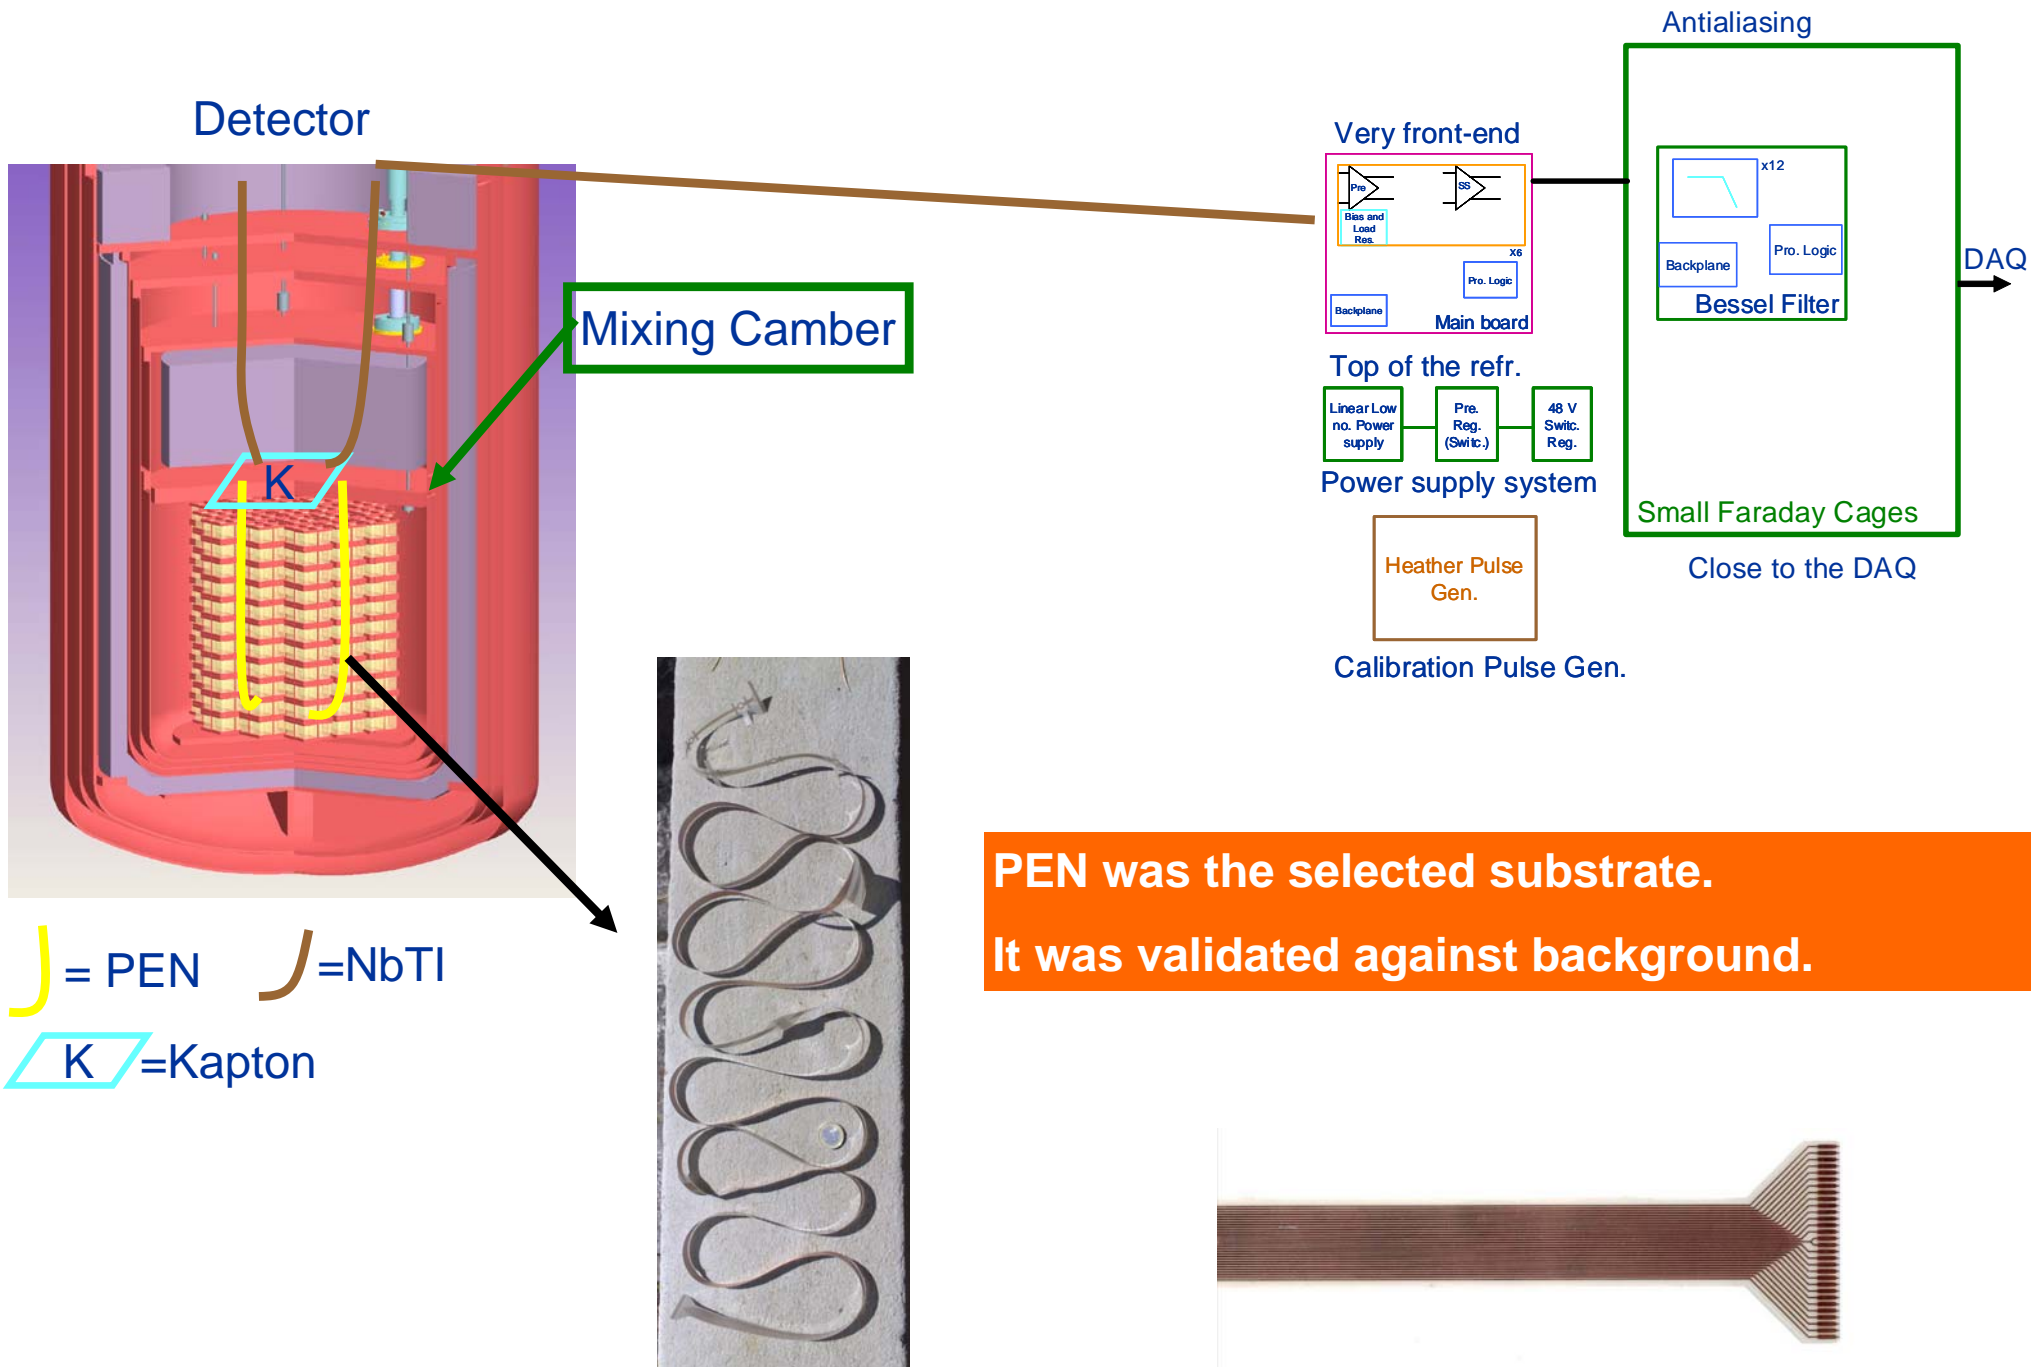 Antialiasing
Detector
Very front-end
Pre
SS
Bias and
Load
Res.
X6
Pro. Logic
Backplane
Main board
x12
Backplane
Pro. Logic
Bessel Filter
DAQ
Mixing Camber
Top of the refr.
Linear Low
no. Power
supply
Pre.
Reg.
(Switc.)
48 V
Switc.
Reg.
Power supply system
Small Faraday Cages
Close to the DAQ
Heather Pulse
Gen.
Calibration Pulse Gen.
K
PEN was the selected substrate.
It was validated against background.
= PEN
=NbTI
K
=Kapton